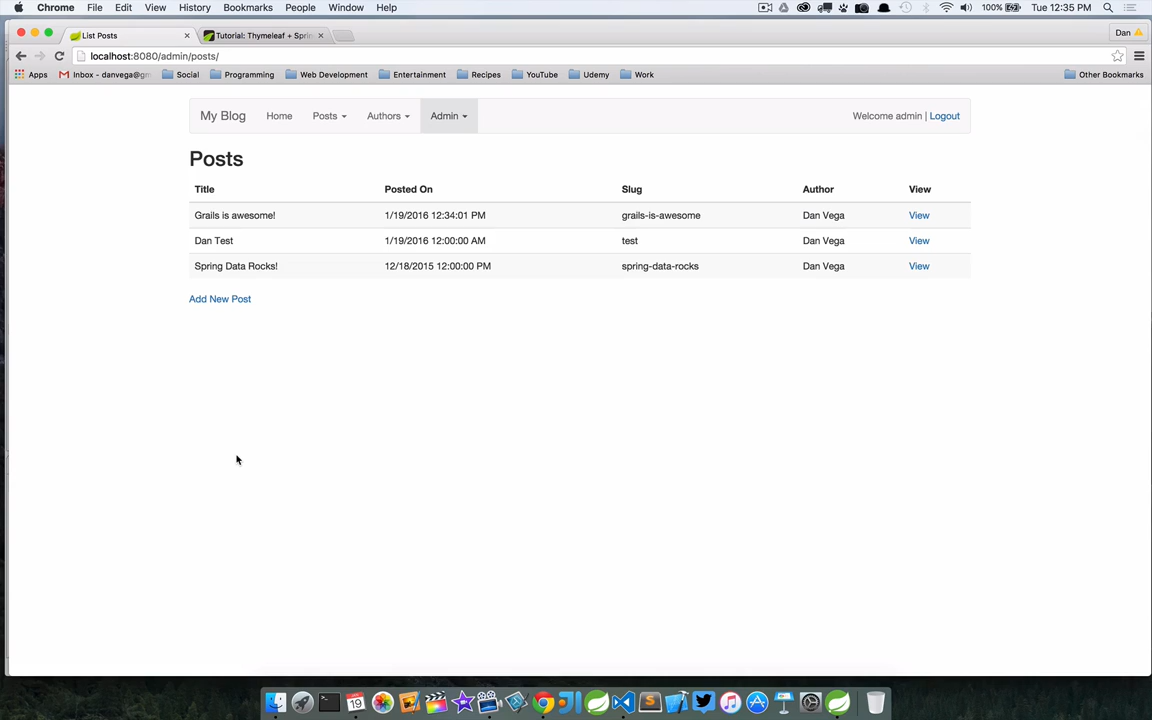 Chrome File Edit View History Bookmarks People Window Help 100% Tue 12:35 PM
List Posts Tutorial: Thymeleaf + Spri Dan
localhost:8080/admin/posts/
Apps Inbox - danvega@gm Social Programming Web Development Entertainment Recipes YouTube Udemy Work Other Bookmarks
My Blog Home Posts Authors Admin Welcome admin | Logout
Posts
Title Posted On Slug Author View
Grails is awesome! 1/19/2016 12:34:01 PM grails-is-awesome Dan Vega View
Dan Test 1/19/2016 12:00:00 AM test Dan Vega View
Spring Data Rocks! 12/18/2015 12:00:00 PM spring-data-rocks Dan Vega View
Add New Post
19